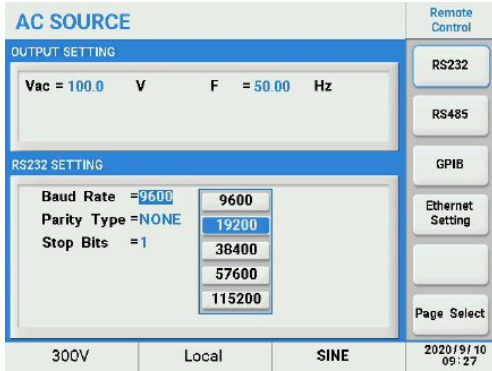 AC SOURCE
Remote
Control
OUTPUT SETTING
Vac = 100.0 V F = 50.00 Hz
RS232 SETTING
Baud Rate =9600
Parity Type =NONE
Stop Bits =1
9600
19200
38400
57600
115200
RS232
RS485
GPIB
Ethernet
Setting
Page Select
300V Local SINE
2020/9/10
09:27